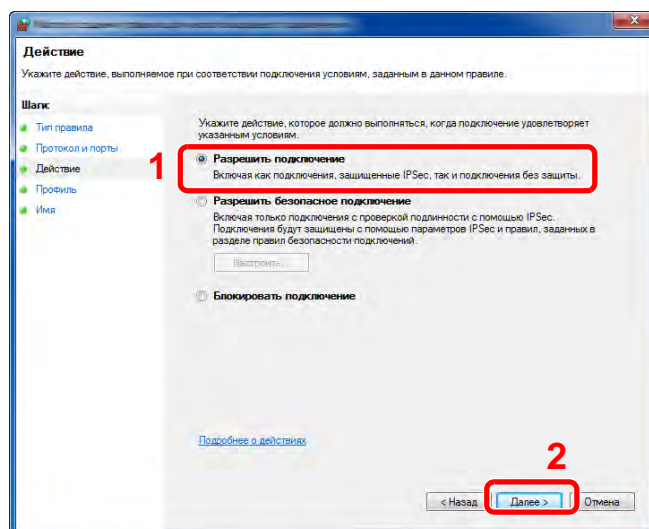 Действие
Укажите действие, выполняемое при соответствии подключения условиям, заданным в данном правиле.
Шаги:
Тип правила
Протокол и порты
Действие
Профиль
Имя
Укажите действие, которое должно выполняться, когда подключение удовлетворяет
указанным условиям.
1
Разрешить подключение
Включая как подключения, защищенные IPSec, так и подключения без защиты.
Разрешить безопасное подключение
Включая только подключения с проверкой подлинности с помощью IPSec.
Подключения будут защищены с помощью параметров IPSec и правил, заданных в
разделе правил безопасности подключений.
Настроить...
Блокировать подключение
Подробнее о действиях
2
< Назад
Далее >
Отмена